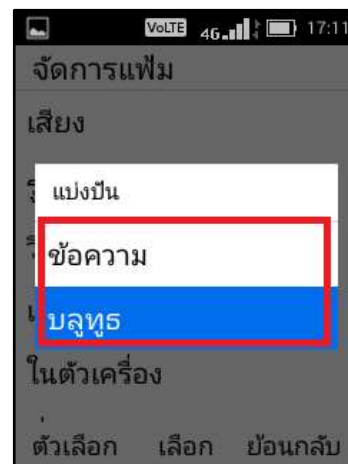 VoLTE 4G 17:11
จัดการแฟ้ม
เสียง
แบ่งปัน
ข้อความ
บลูทูธ
ในตัวเครื่อง
ตัวเลือก เลือก ย้อนกลับ